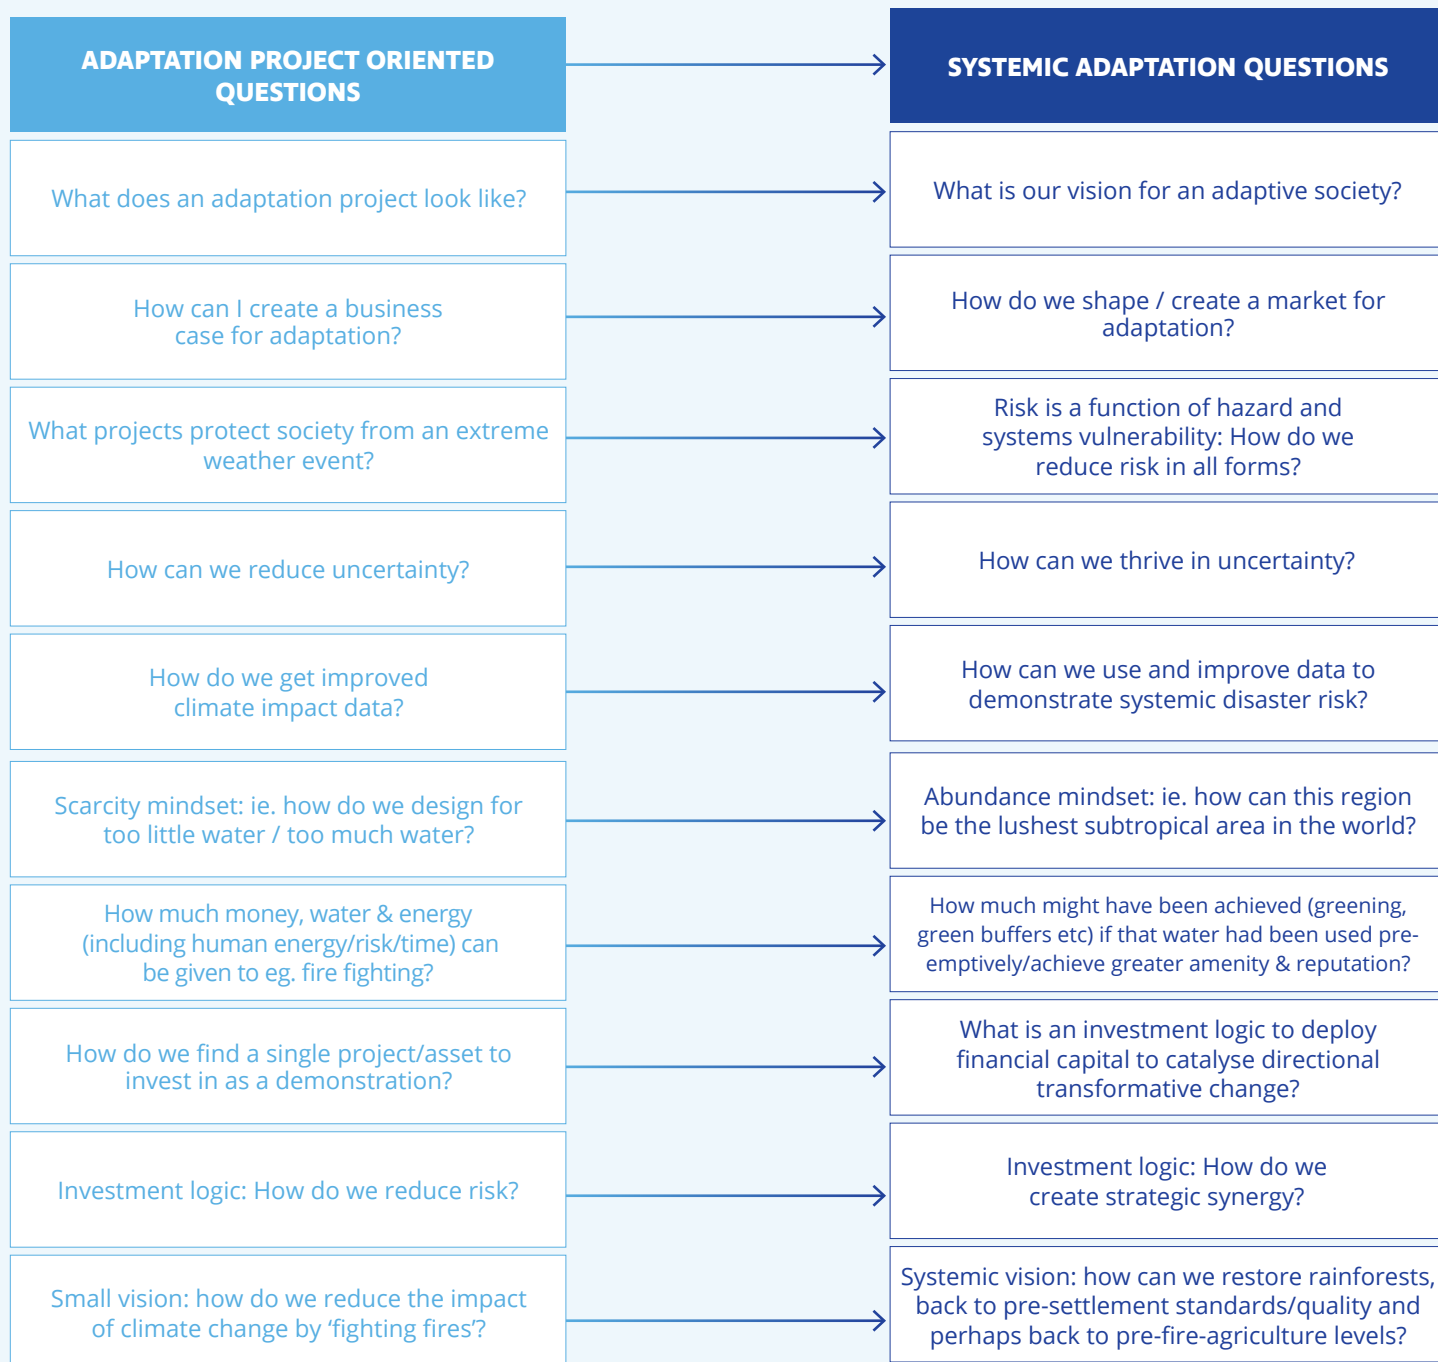 ADAPTATION PROJECT ORIENTED
QUESTIONS
SYSTEMIC ADAPTATION QUESTIONS
What does an adaptation project look like?
What is our vision for an adaptive society?
How can I create a business
case for adaptation?
How do we shape / create a market for
adaptation?
What projects protect society from an extreme
weather event?
Risk is a function of hazard and
systems vulnerability: How do we
reduce risk in all forms?
How can we reduce uncertainty?
How can we thrive in uncertainty?
How do we get improved
climate impact data?
How can we use and improve data to
demonstrate systemic disaster risk?
Scarcity mindset: ie. how do we design for
too little water / too much water?
Abundance mindset: ie. how can this region
be the lushest subtropical area in the world?
How much money, water & energy
(including human energy/risk/time) can
be given to eg. fire fighting?
How much might have been achieved (greening,
green buffers etc) if that water had been used pre-
emptively/achieve greater amenity & reputation?
How do we find a single project/asset to
invest in as a demonstration?
What is an investment logic to deploy
financial capital to catalyse directional
transformative change?
Investment logic: How do we reduce risk?
Investment logic: How do we
create strategic synergy?
Small vision: how do we reduce the impact
of climate change by ‘fighting fires’?
Systemic vision: how can we restore rainforests,
back to pre-settlement standards/quality and
perhaps back to pre-fire-agriculture levels?